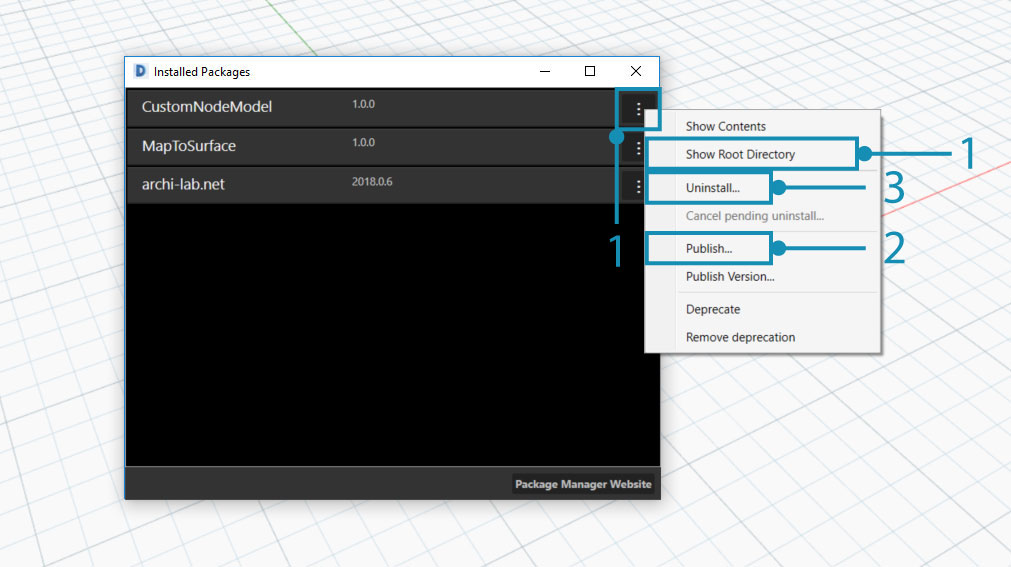 D Installed Packages
CustomNodeModel 1.0.0
MapToSurface 1.0.0
archi-lab.net 2018.0.6
Show Contents
Show Root Directory 1
Uninstall... 3
Cancel pending uninstall...
1 Publish... 2
Publish Version...
Deprecate
Remove deprecation
Package Manager Website